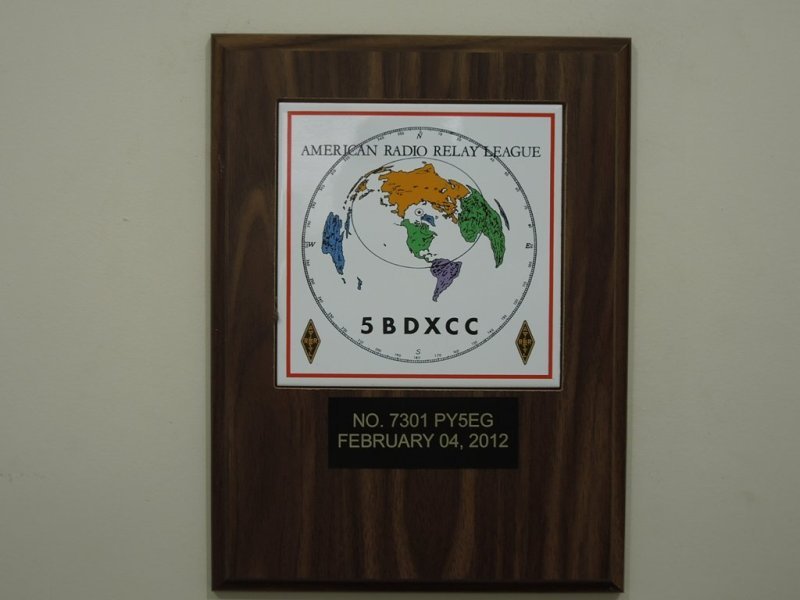 AMERICAN RADIO RELAY LEAGUE
N
W
E
5BDXCC
S
NO. 7301 PY5EG
FEBRUARY 04, 2012